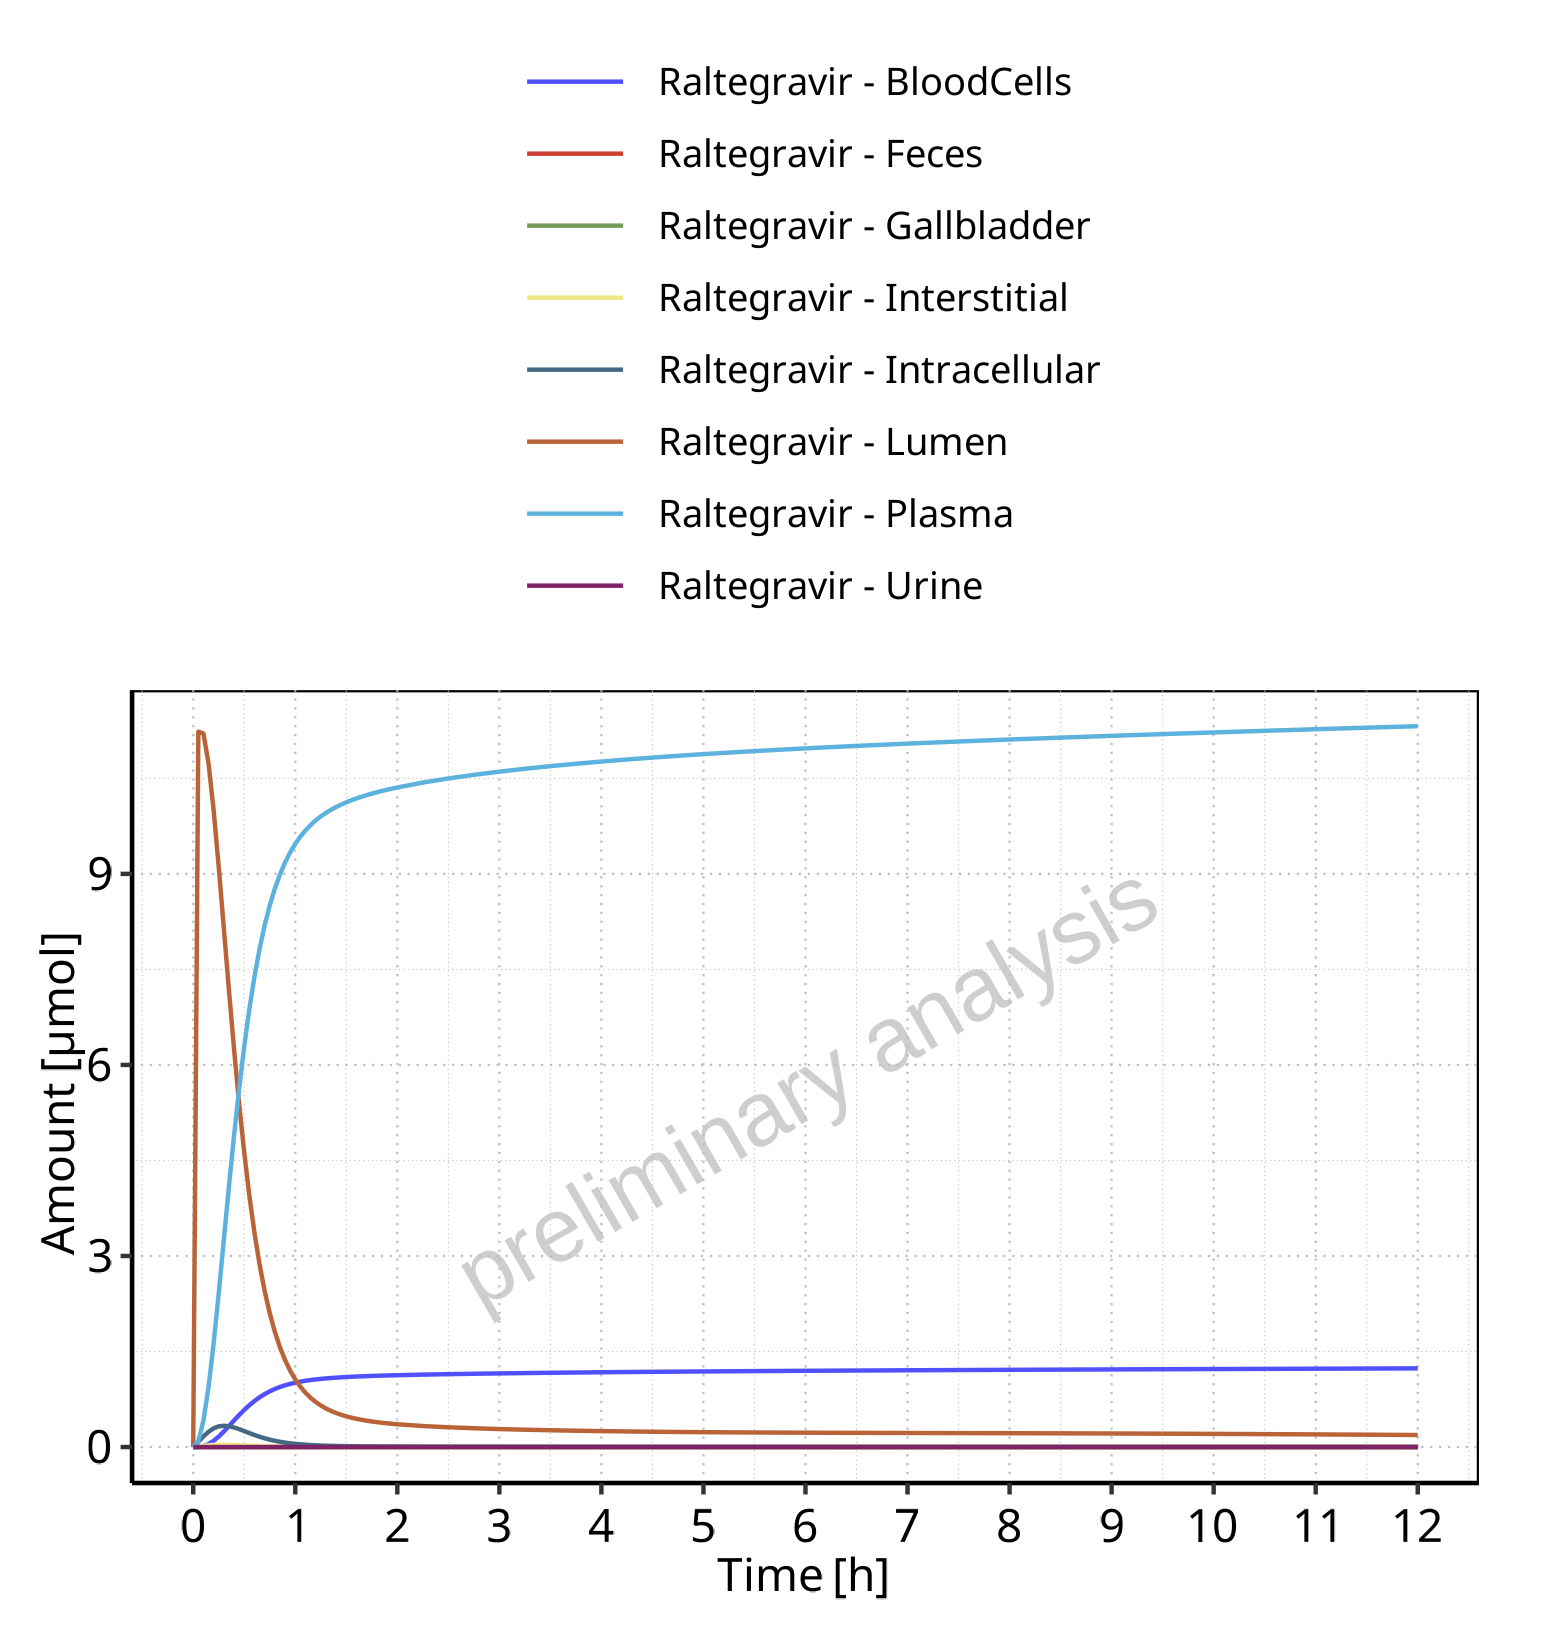 Raltegravir - BloodCells
Raltegravir - Feces
Raltegravir - Gallbladder
Raltegravir - Interstitial
Raltegravir - Intracellular
Raltegravir - Lumen
Raltegravir - Plasma
Raltegravir - Urine
Amount [µmol]
9
6
3
0
preliminary analysis
0 1 2 3 4 5 6 7 8 9 10 11 12
Time [h]